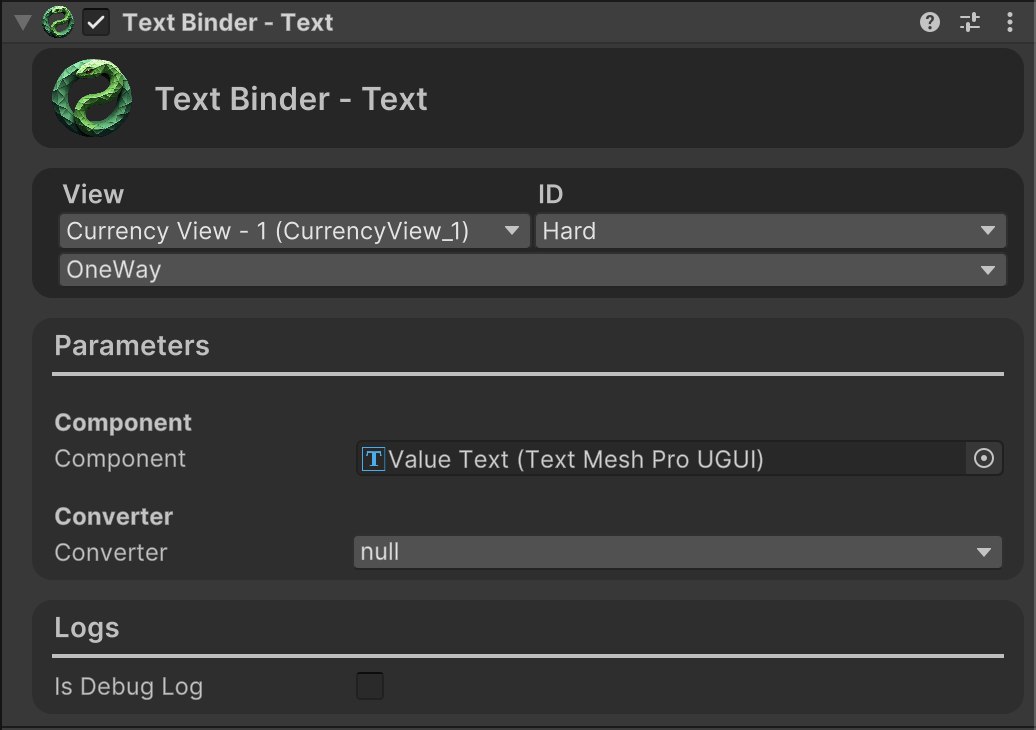 Text Binder - Text
Text Binder - Text
View ID
Currency View - 1 (CurrencyView_1) Hard
OneWay
Parameters
Component
Component Value Text (Text Mesh Pro UGUI)
Converter
Converter null
Logs
Is Debug Log